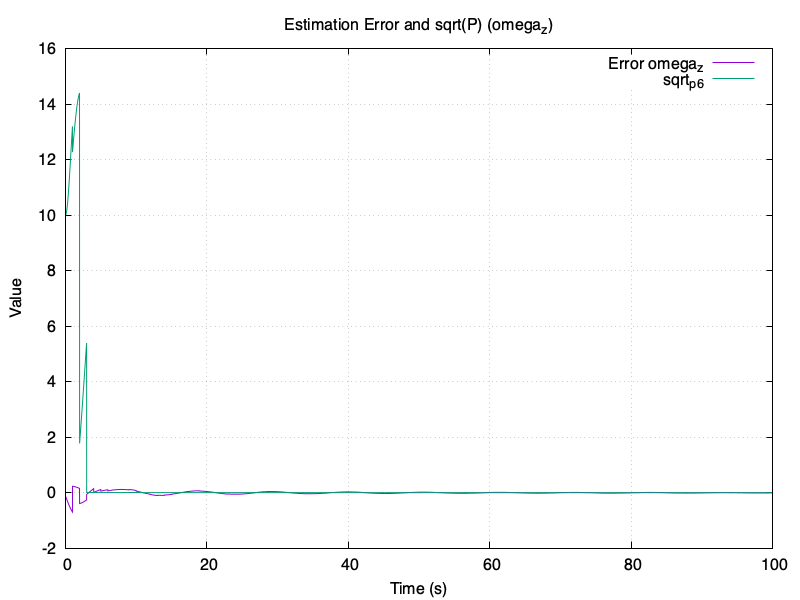 Estimation Error and sqrt(P) (omega_z)
Error omega_z
sqrt_p6
16
14
12
10
8
6
4
2
0
-2
Value
0 20 40 60 80 100
Time (s)